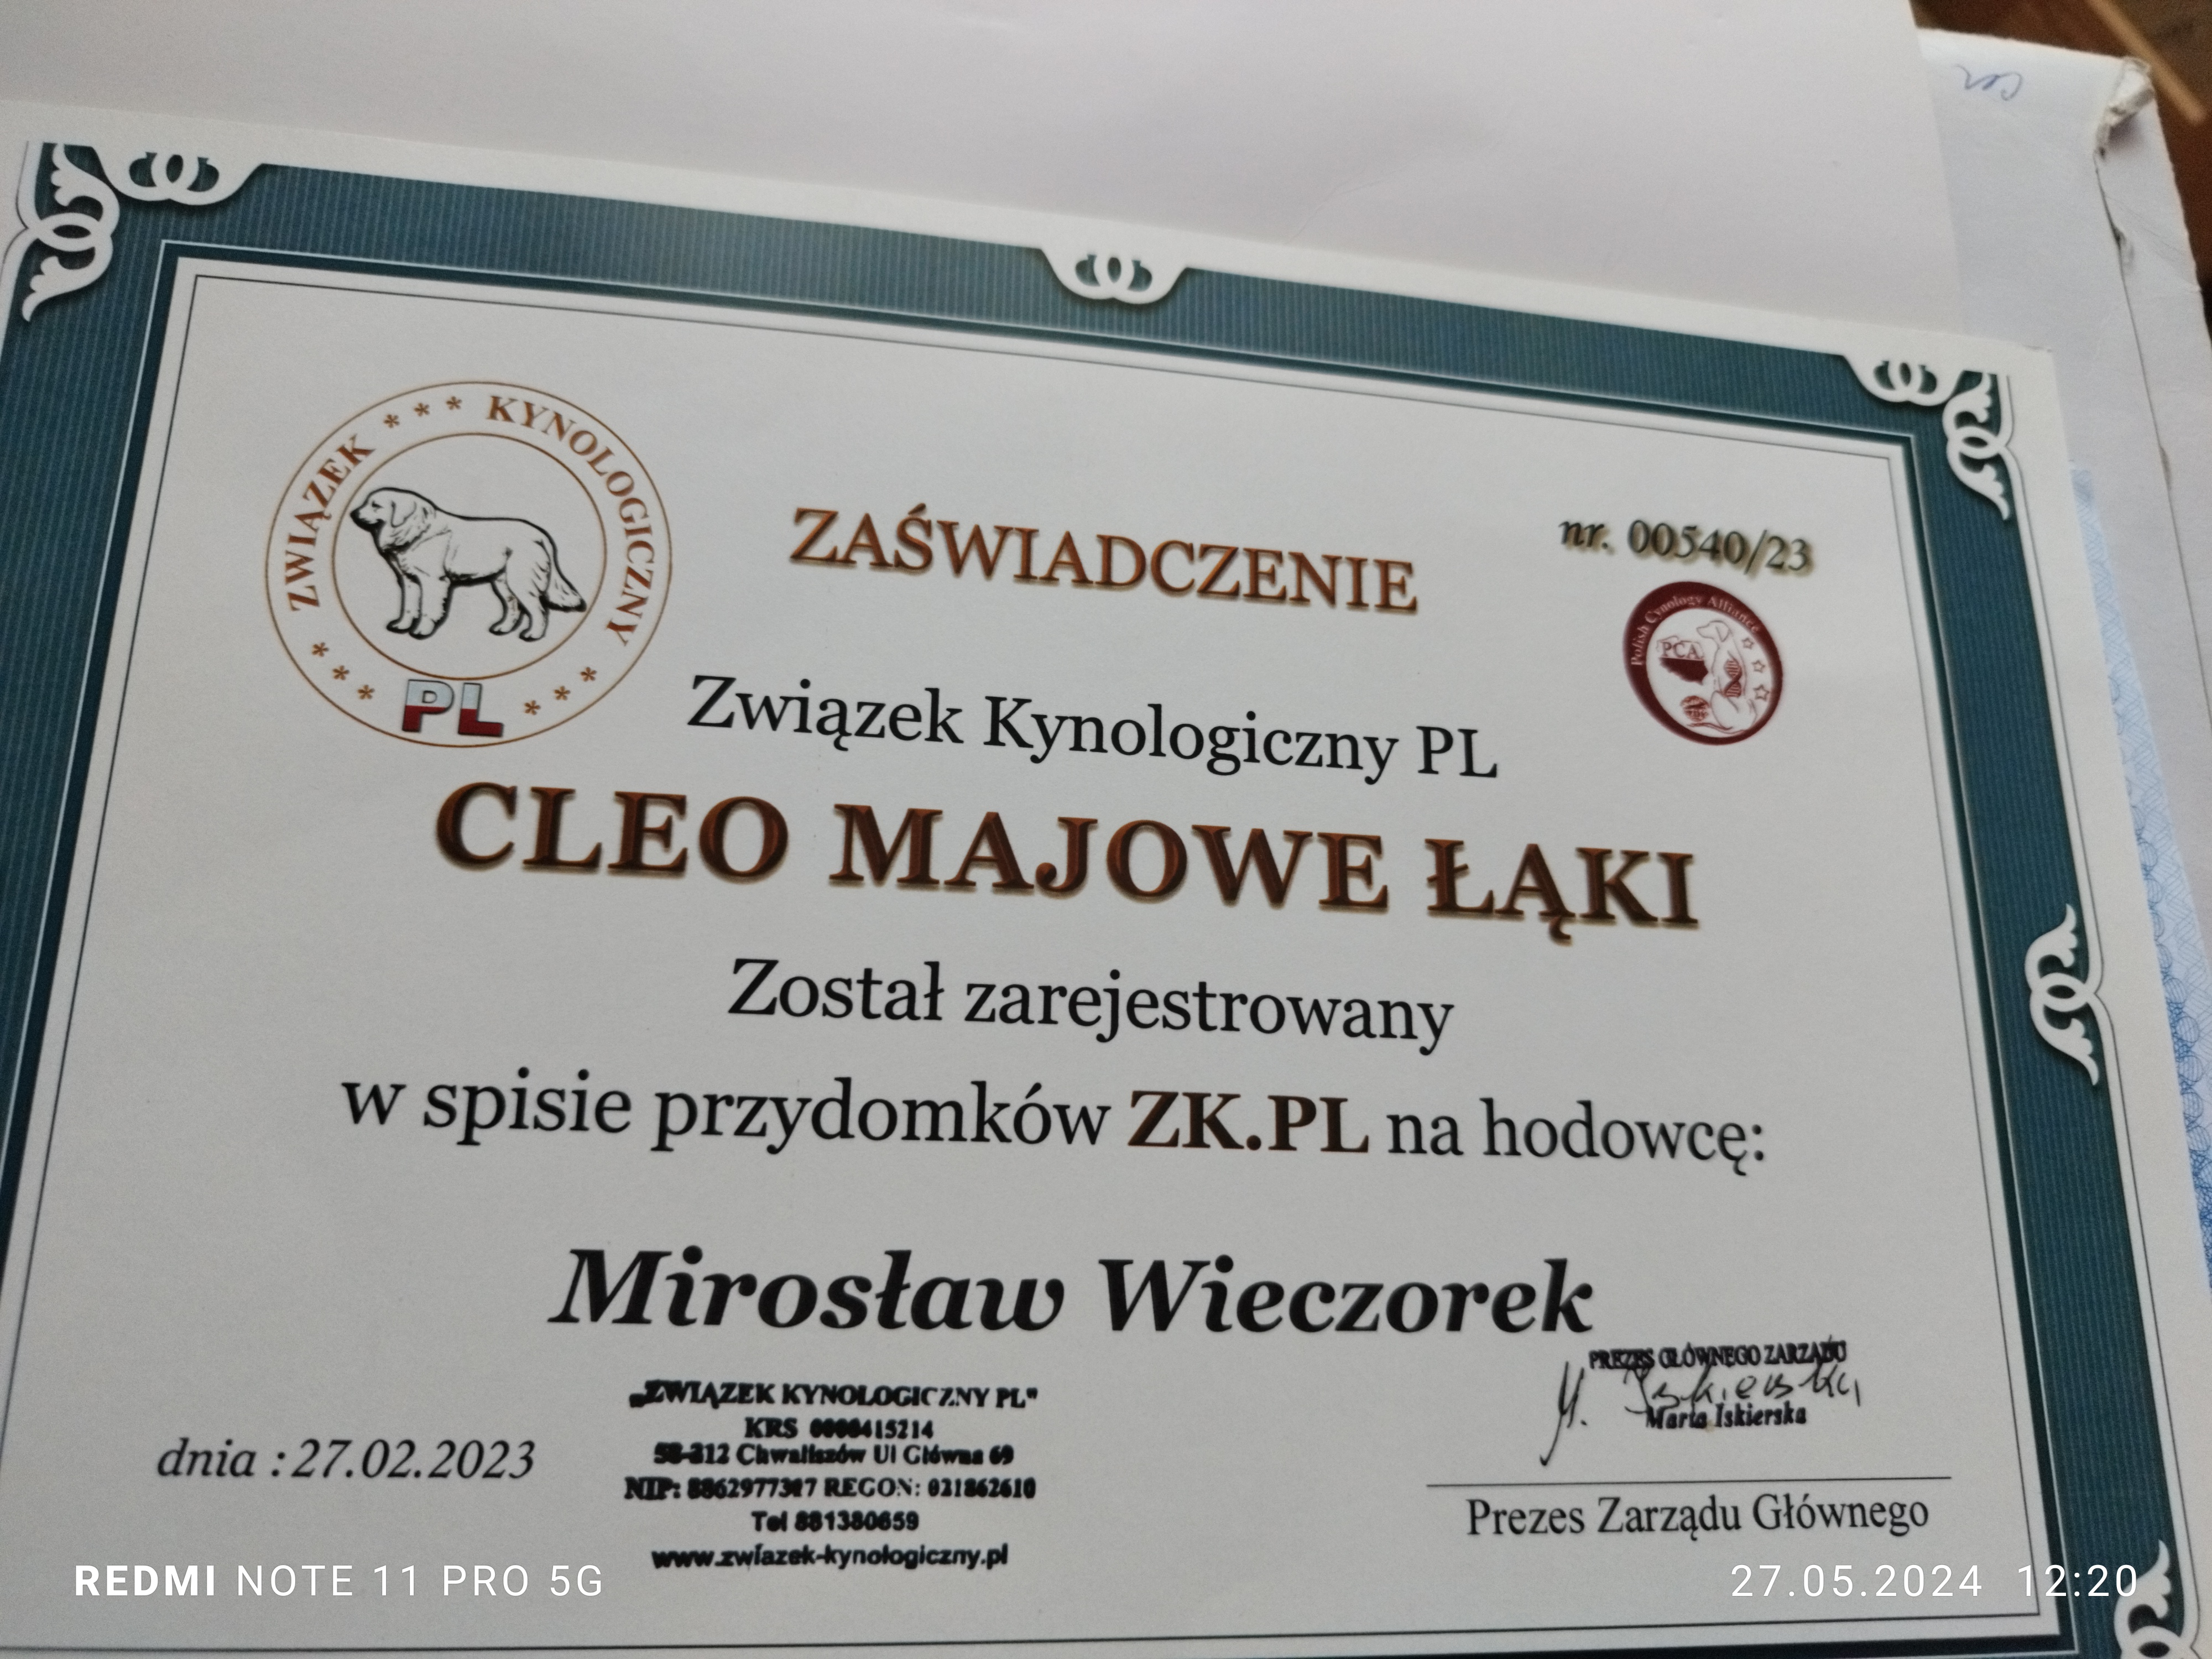 ZWIĄZEK *** KYNOLOGICZNY
*** PL ***
ZAŚWIADCZENIE
nr. 00540/23
Polish Cynology Alliance
PCA
Związek Kynologiczny PL
CLEO MAJOWE ŁĄKI
Został zarejestrowany
w spisie przydomków ZK.PL na hodowcę:
Mirosław Wieczorek
PREZES GŁÓWNEGO ZARZĄDU
Marta Iskierska
Prezes Zarządu Głównego
dnia : 27.02.2023
„ZWIĄZEK KYNOLOGICZNY PL"
KRS 0000415214
58-312 Chwaliszów Ul Główna 69
NIP: REGON: 021862610
Tel 881380659
www.związek-kynologiczny.pl
REDMI NOTE 11 PRO 5G
27.05.2024 12:20